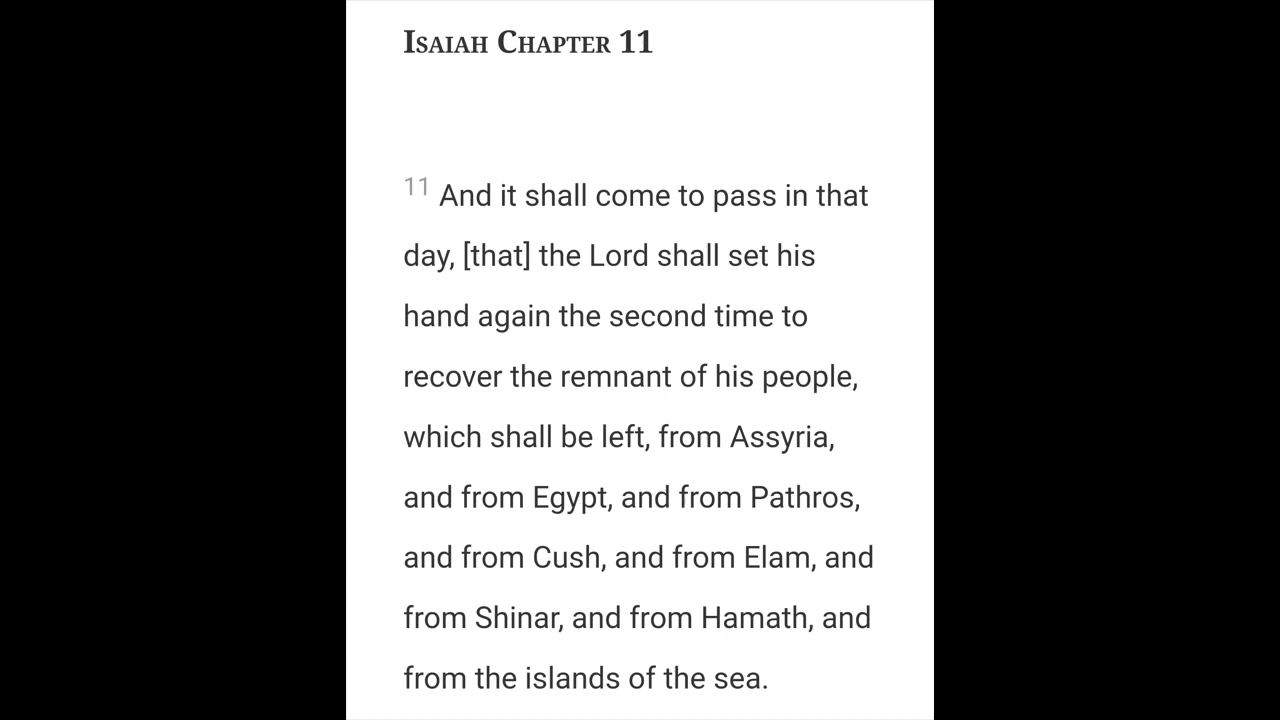 Isaiah Chapter 11
11 And it shall come to pass in that
day, [that] the Lord shall set his
hand again the second time to
recover the remnant of his people,
which shall be left, from Assyria,
and from Egypt, and from Pathros,
and from Cush, and from Elam, and
from Shinar, and from Hamath, and
from the islands of the sea.